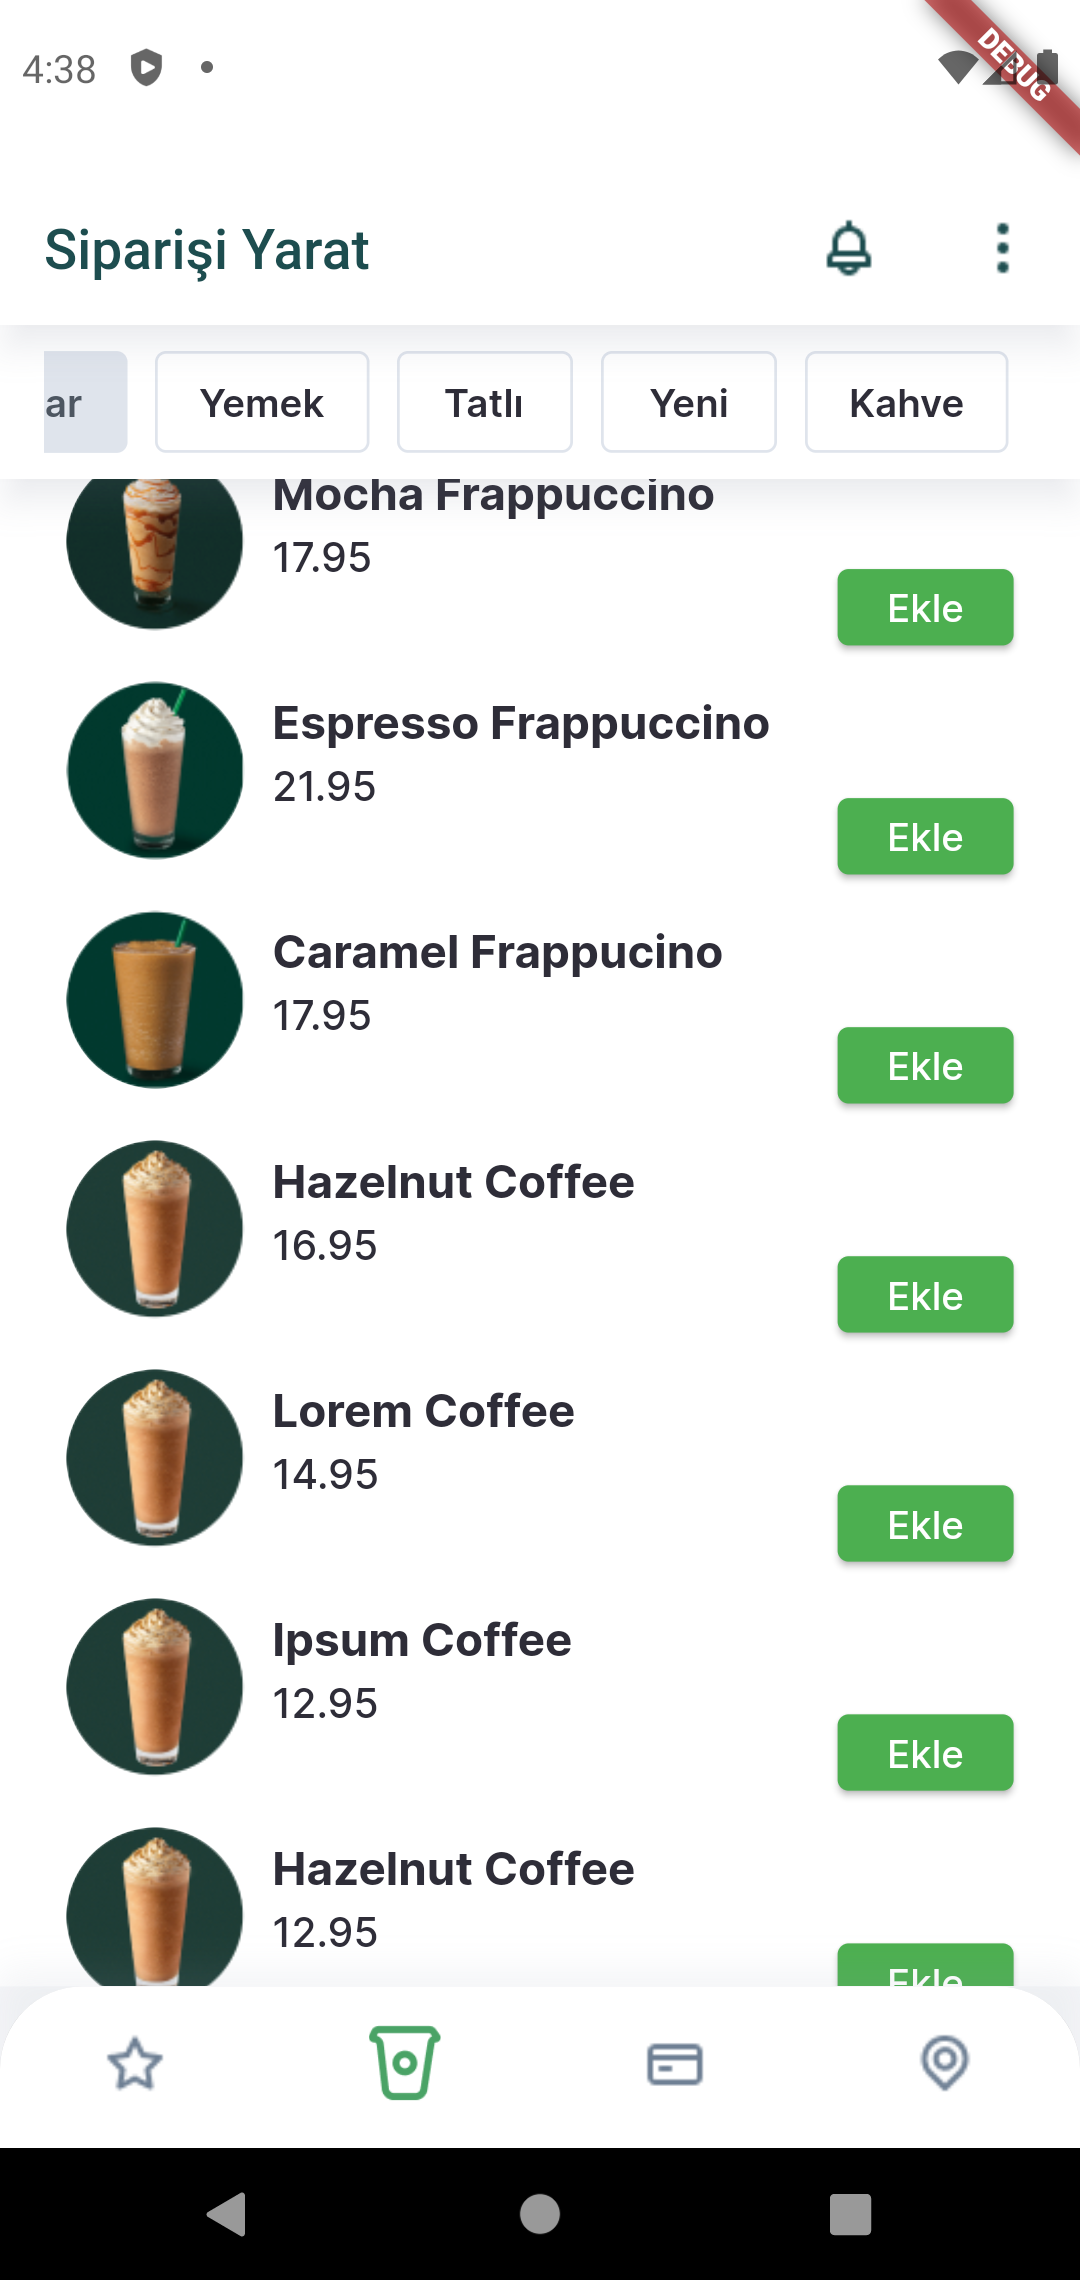 4:38
DEBUG
Siparişi Yarat
ar
Yemek
Tatlı
Yeni
Kahve
Mocha Frappuccino
17.95
Ekle
Espresso Frappuccino
21.95
Ekle
Caramel Frappucino
17.95
Ekle
Hazelnut Coffee
16.95
Ekle
Lorem Coffee
14.95
Ekle
Ipsum Coffee
12.95
Ekle
Hazelnut Coffee
12.95
Ekle